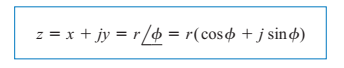 z = x + jy = r/ϕ = r(cosϕ + j sinϕ)